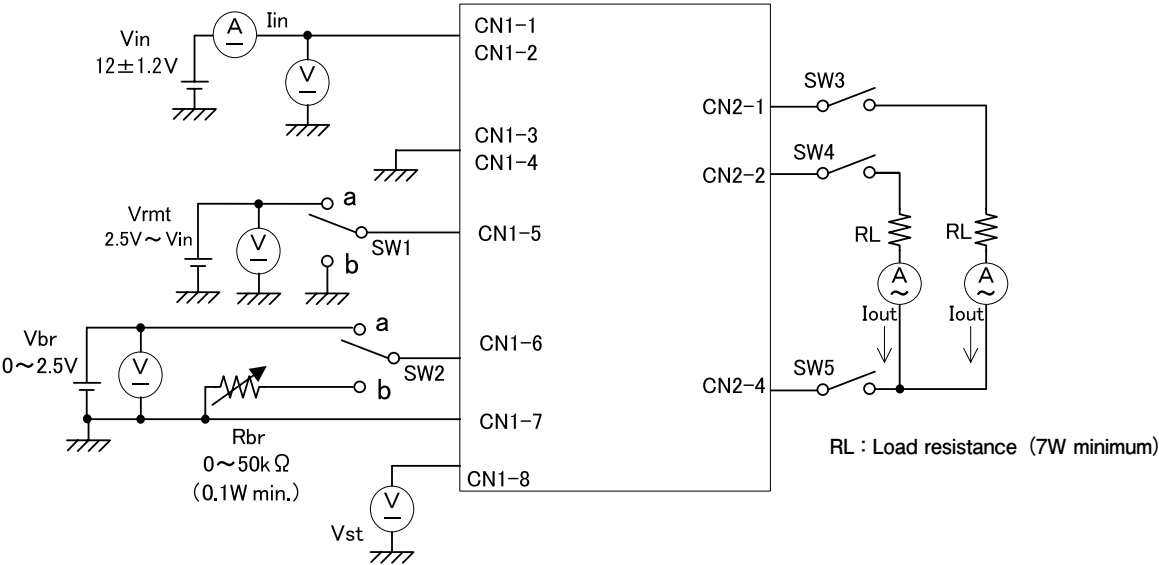 Vin
12±1.2V
A
Iin
V
CN1-1
CN1-2
CN1-3
CN1-4
Vrmt
2.5V～Vin
V
a
b
SW1
CN1-5
Vbr
0～2.5V
V
a
b
SW2
CN1-6
CN1-7
Rbr
0～50kΩ
(0.1W min.)
CN1-8
V
Vst
CN2-1
SW3
CN2-2
SW4
RL
RL
A
～
A
～
Iout
Iout
CN2-4
SW5
RL : Load resistance (7W minimum)